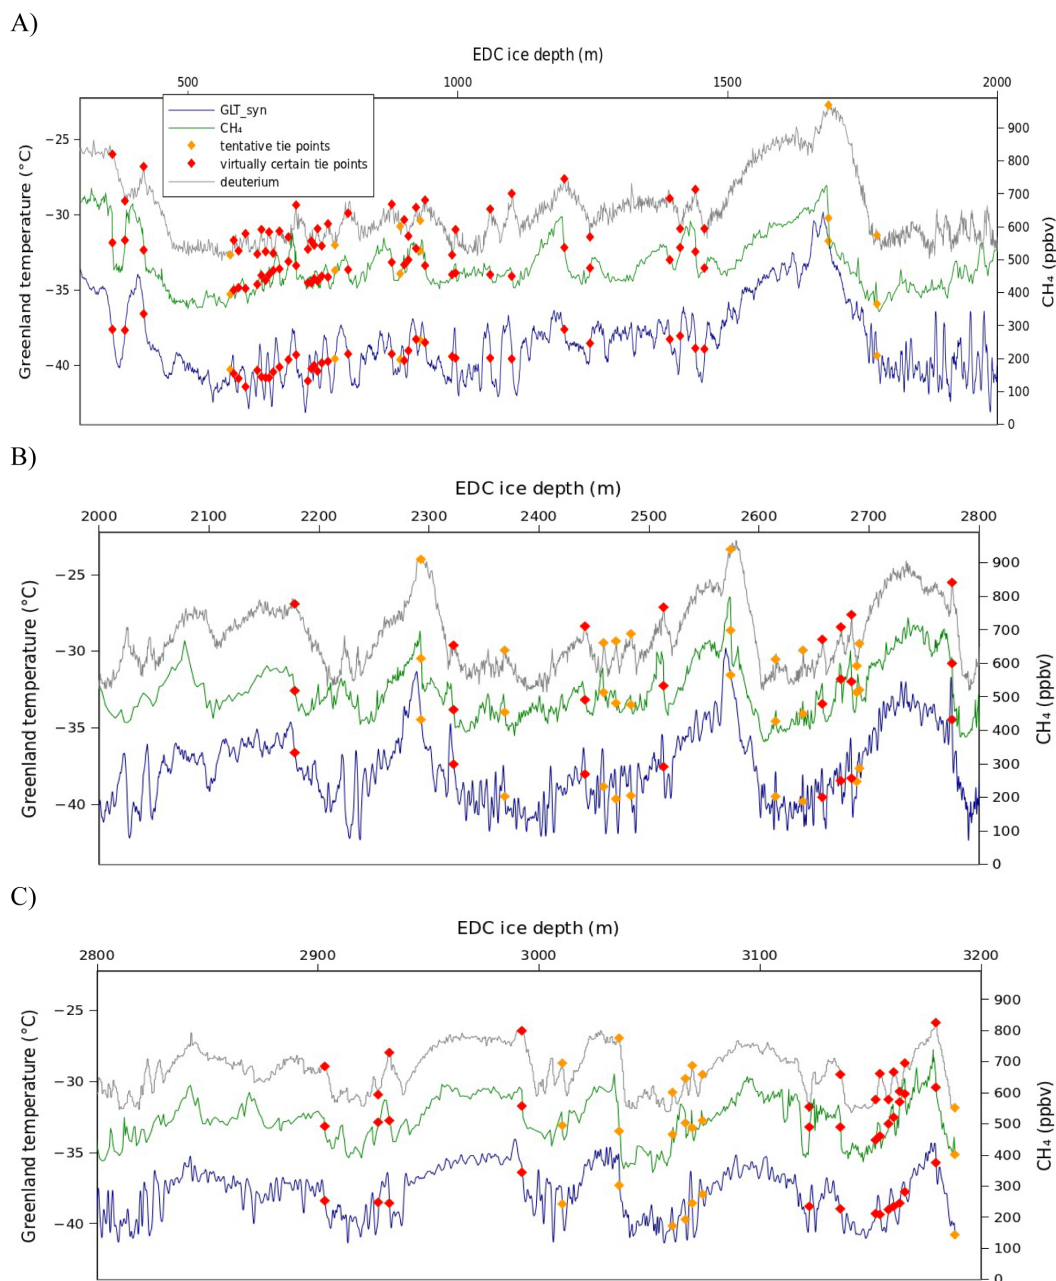 A)
EDC ice depth (m)
500 1000 1500 2000
GLT_syn
CH₄
tentative tie points
virtually certain tie points
deuterium
Greenland temperature (°C)
−25
−30
−35
−40
900
800
700
600
500
400
300
200
100
0
CH₄ (ppbv)
B)
EDC ice depth (m)
2000 2100 2200 2300 2400 2500 2600 2700 2800
Greenland temperature (°C)
−25
−30
−35
−40
900
800
700
600
500
400
300
200
100
0
CH₄ (ppbv)
C)
EDC ice depth (m)
2800 2900 3000 3100 3200
Greenland temperature (°C)
−25
−30
−35
−40
900
800
700
600
500
400
300
200
100
0
CH₄ (ppbv)